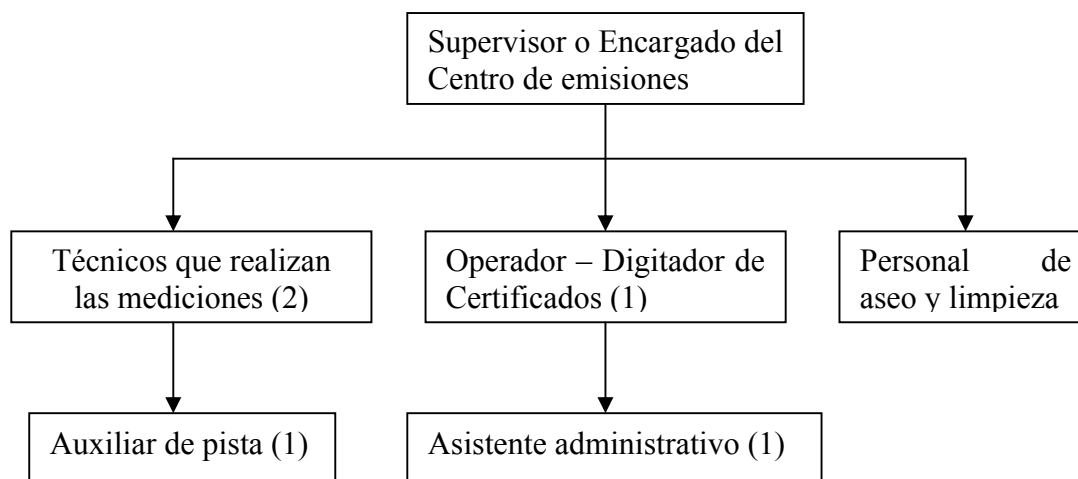 Supervisor o Encargado del
Centro de emisiones
Técnicos que realizan
las mediciones (2)
Operador – Digitador de
Certificados (1)
Personal de
aseo y limpieza
Auxiliar de pista (1)
Asistente administrativo (1)